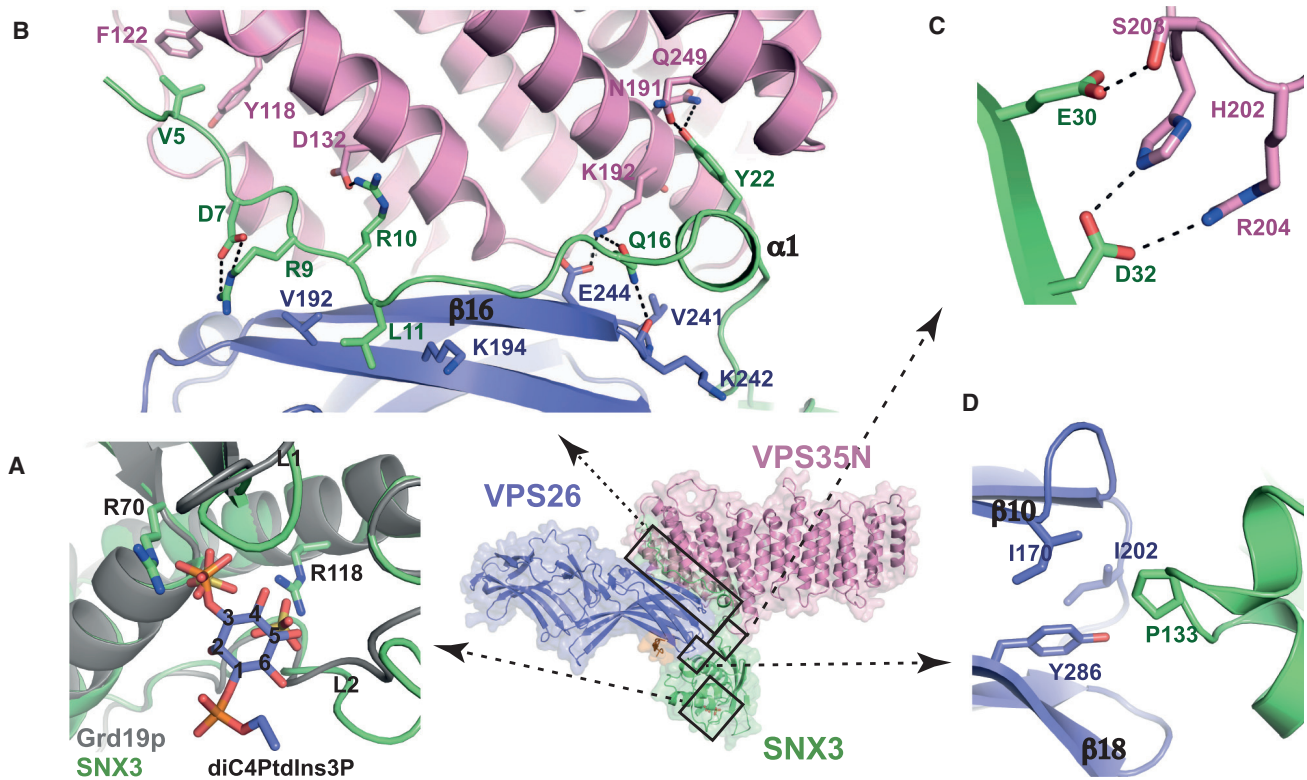 B
F122
Y118
V5
D132
D7
R9
R10
V192
L11
β16
K194
Q249
N191
K192
Y22
Q16
α1
E244
V241
K242
C
S203
E30
H202
R204
D32
A
L1
R70
R118
3
4
2
5
1
6
L2
Grd19p
SNX3
diC4PtdIns3P
VPS26
VPS35N
SNX3
D
β10
I170
I202
P133
Y286
β18